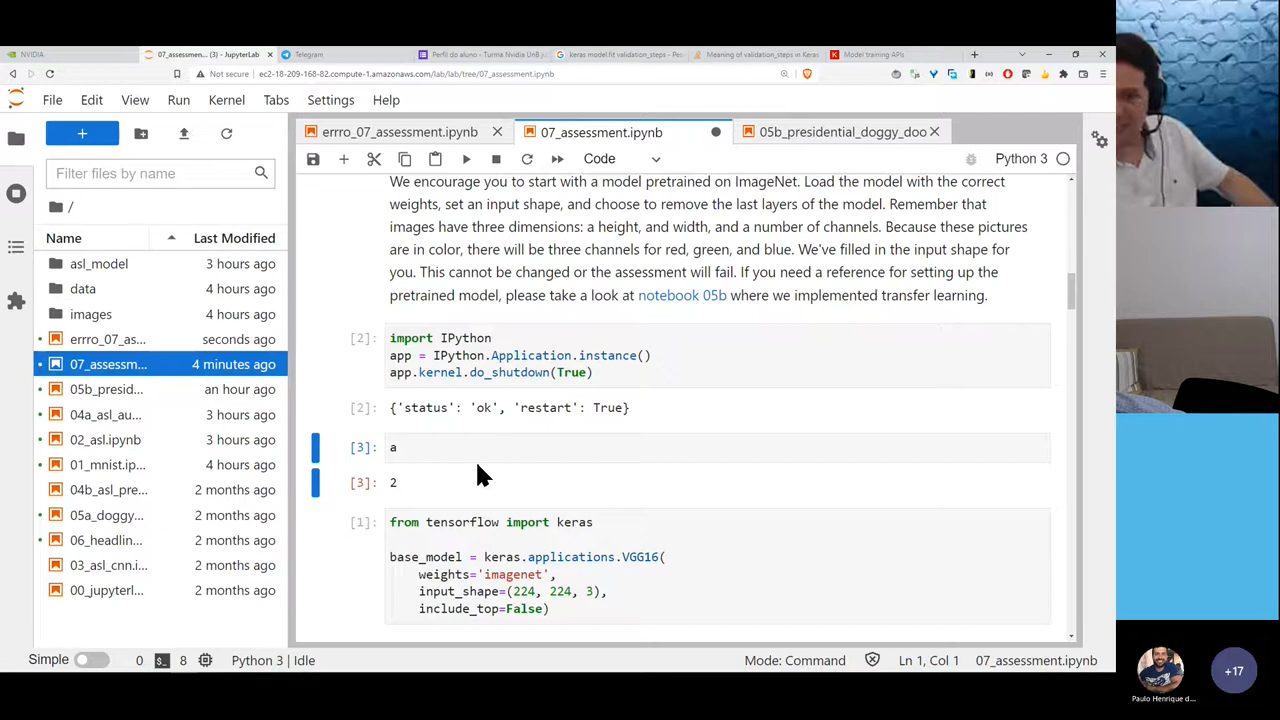 NVIDIA
07_assessment... (3) - JupyterLab
Telegram
Perfil do aluno - Turma Nvidia UnB
keras model.fit validation_steps - Pes
Meaning of validation_steps in Keras
Model training APIs
Not secure
ec2-18-209-168-82.compute-1.amazonaws.com/lab/lab/tree/07_assessment.ipynb
File
Edit
View
Run
Kernel
Tabs
Settings
Help
errro_07_assessment.ipynb
07_assessment.ipynb
05b_presidential_doggy_doo
Code
Python 3
Filter files by name
/
Name
Last Modified
asl_model
3 hours ago
data
4 hours ago
images
4 hours ago
errro_07_as...
seconds ago
07_assessm...
4 minutes ago
05b_presid...
an hour ago
04a_asl_au...
3 hours ago
02_asl.ipynb
3 hours ago
01_mnist.ip...
4 hours ago
04b_asl_pre...
2 months ago
05a_doggy...
2 months ago
06_headlin...
2 months ago
03_asl_cnn.i...
2 months ago
00_jupyterl...
2 months ago
We encourage you to start with a model pretrained on ImageNet. Load the model with the correct
weights, set an input shape, and choose to remove the last layers of the model. Remember that
images have three dimensions: a height, and width, and a number of channels. Because these pictures
are in color, there will be three channels for red, green, and blue. We've filled in the input shape for
you. This cannot be changed or the assessment will fail. If you need a reference for setting up the
pretrained model, please take a look at notebook 05b where we implemented transfer learning.
[2]:
import IPython
app = IPython.Application.instance()
app.kernel.do_shutdown(True)
[2]:
{'status': 'ok', 'restart': True}
[3]:
a
[3]:
2
[1]:
from tensorflow import keras
base_model = keras.applications.VGG16(
weights='imagenet',
input_shape=(224, 224, 3),
include_top=False)
Simple
0
8
Python 3 | Idle
Mode: Command
Ln 1, Col 1
07_assessment.ipynb
Paulo Henrique d...
+17